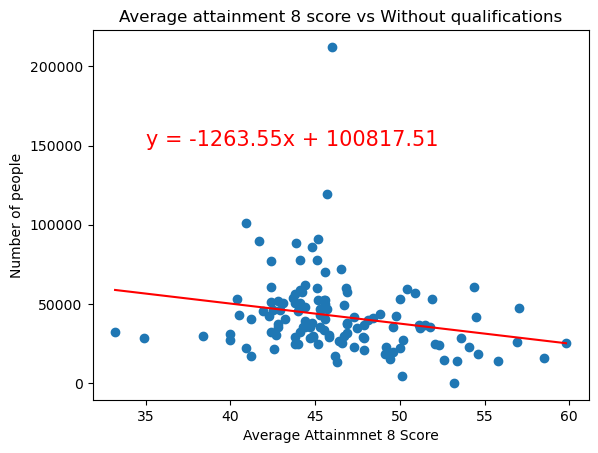 Average attainment 8 score vs Without qualifications
200000
y = -1263.55x + 100817.51
150000
100000
50000
0
Number of people
35 40 45 50 55 60
Average Attainmnet 8 Score